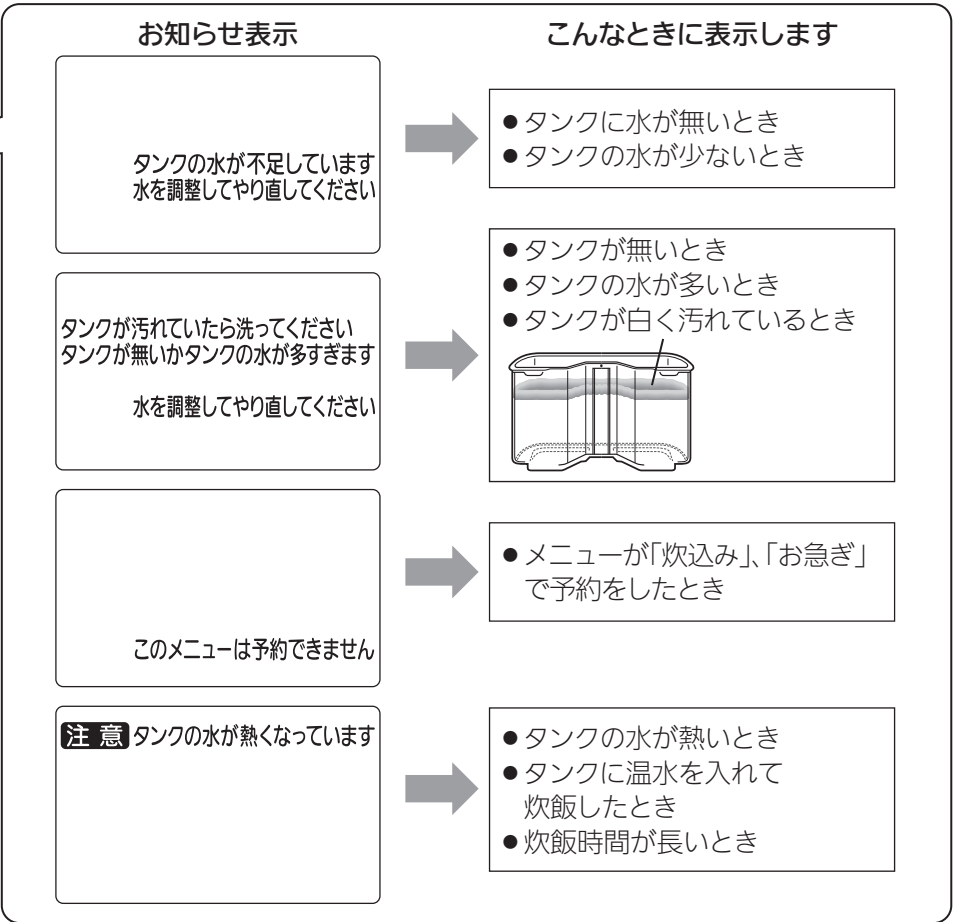 お知らせ表示
こんなときに表示します
タンクの水が不足しています
水を調整してやり直してください
●タンクに水が無いとき
●タンクの水が少ないとき
タンクが汚れていたら洗ってください
タンクが無いかタンクの水が多すぎます
水を調整してやり直してください
●タンクが無いとき
●タンクの水が多いとき
●タンクが白く汚れているとき
このメニューは予約できません
●メニューが「炊込み」、「お急ぎ」
で予約をしたとき
注意 タンクの水が熱くなっています
●タンクの水が熱いとき
●タンクに温水を入れて
炊飯したとき
●炊飯時間が長いとき